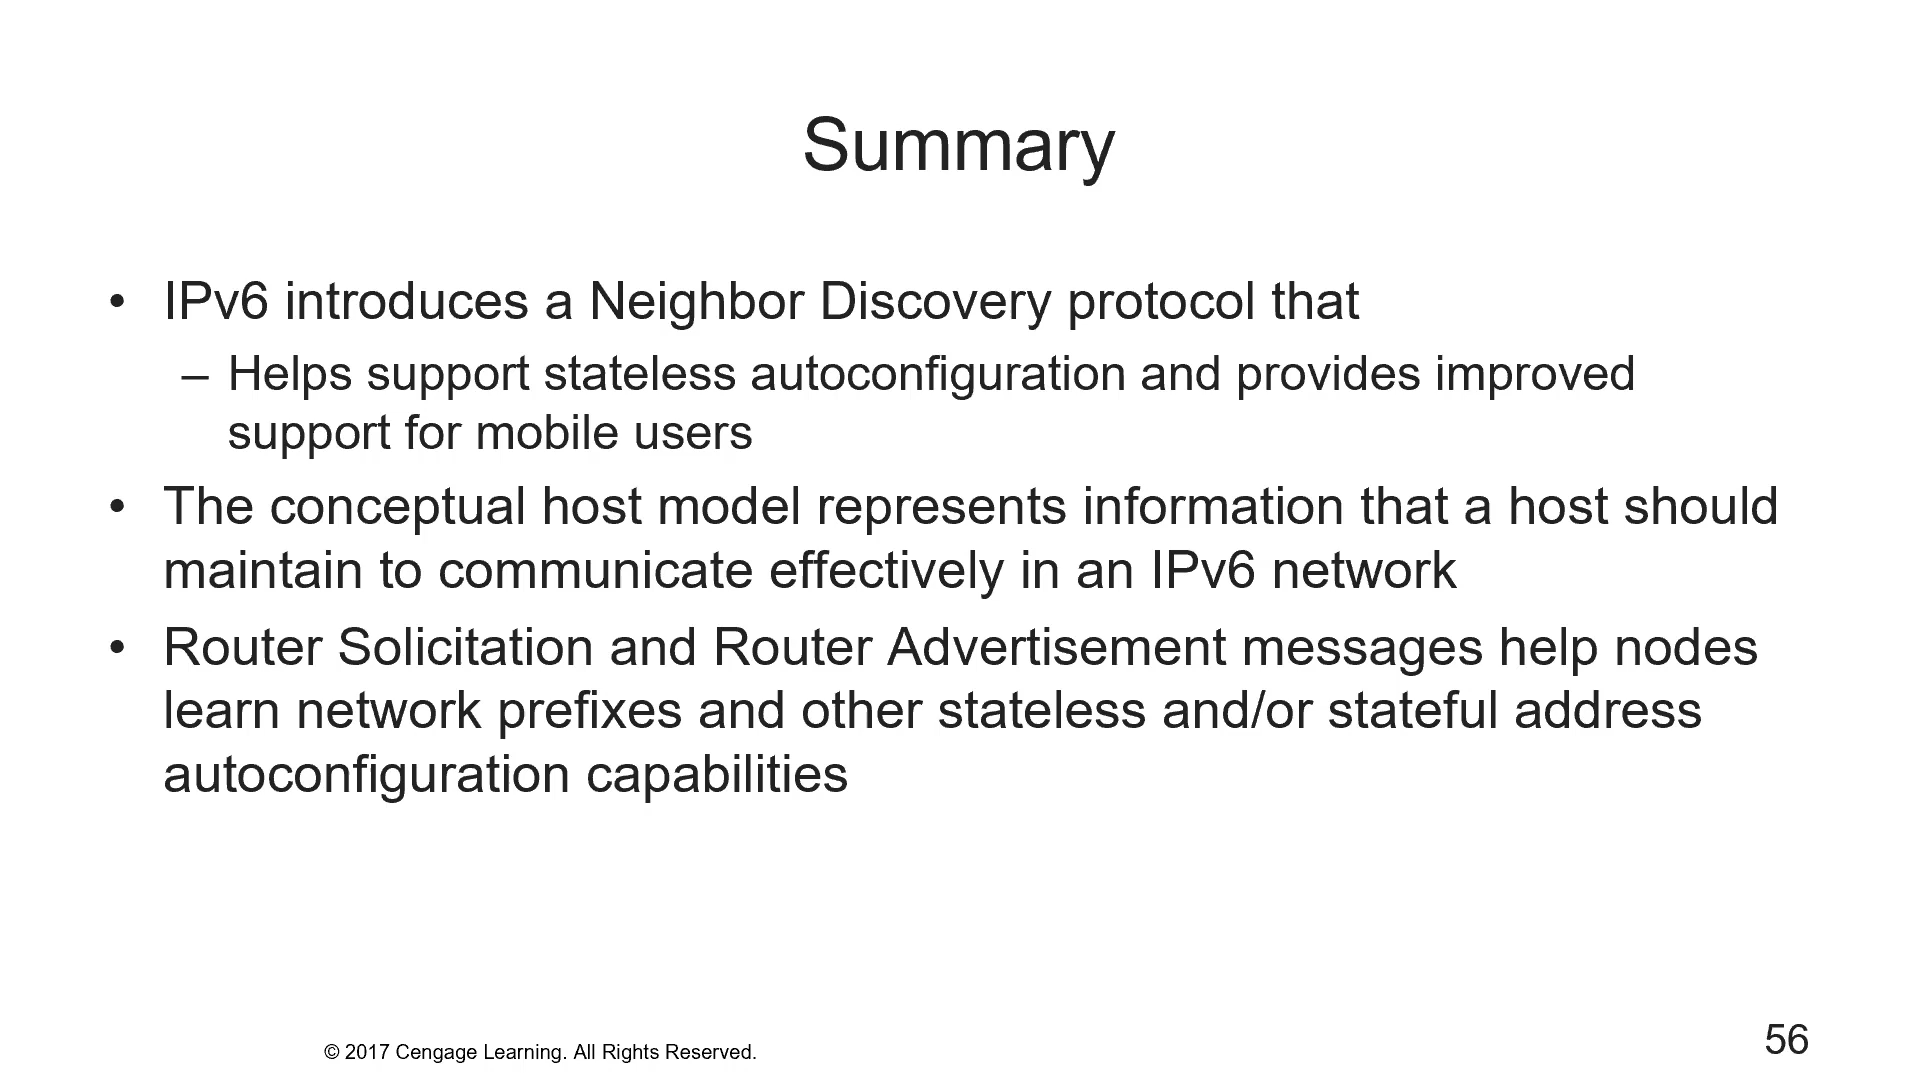 Summary
• IPv6 introduces a Neighbor Discovery protocol that
– Helps support stateless autoconfiguration and provides improved
support for mobile users
• The conceptual host model represents information that a host should
maintain to communicate effectively in an IPv6 network
• Router Solicitation and Router Advertisement messages help nodes
learn network prefixes and other stateless and/or stateful address
autoconfiguration capabilities
© 2017 Cengage Learning. All Rights Reserved.
56